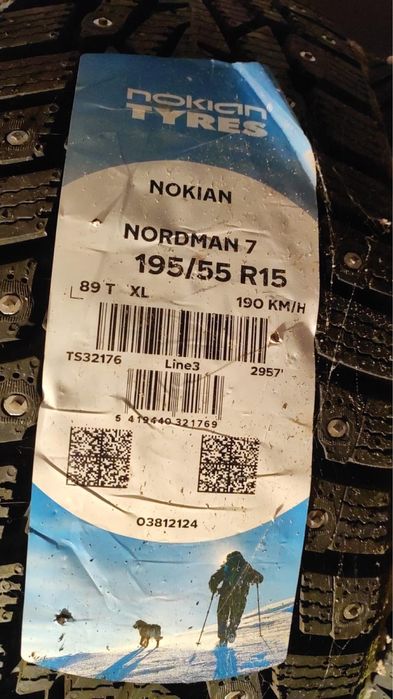 nokian
TYRES
NOKIAN
NORDMAN 7
195/55 R15
89 T XL 190 KM/H
TS32176 Line3 2957'
5 419440 321769
03812124